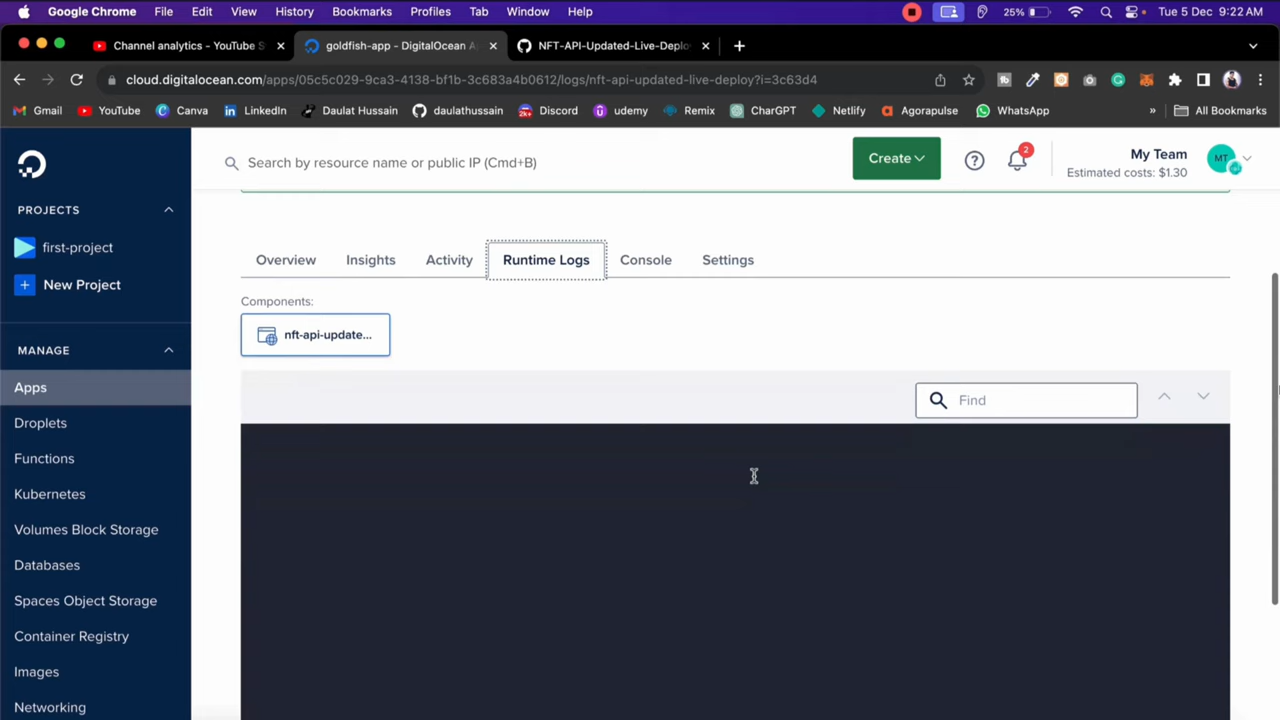 Google Chrome File Edit View History Bookmarks Profiles Tab Window Help 25% Tue 5 Dec 9:22 AM
Channel analytics - YouTube S goldfish-app - DigitalOcean A NFT-API-Updated-Live-Deplo
cloud.digitalocean.com/apps/05c5c029-9ca3-4138-bf1b-3c683a4b0612/logs/nft-api-updated-live-deploy?i=3c63d4
Gmail YouTube Canva LinkedIn Daulat Hussain daulathussain Discord udemy Remix CharGPT Netlify Agorapulse WhatsApp » All Bookmarks
Search by resource name or public IP (Cmd+B) Create 2 My Team MT
Estimated costs: $1.30
PROJECTS
first-project
New Project
MANAGE
Apps
Droplets
Functions
Kubernetes
Volumes Block Storage
Databases
Spaces Object Storage
Container Registry
Images
Networking
Overview Insights Activity Runtime Logs Console Settings
Components:
nft-api-update...
Find